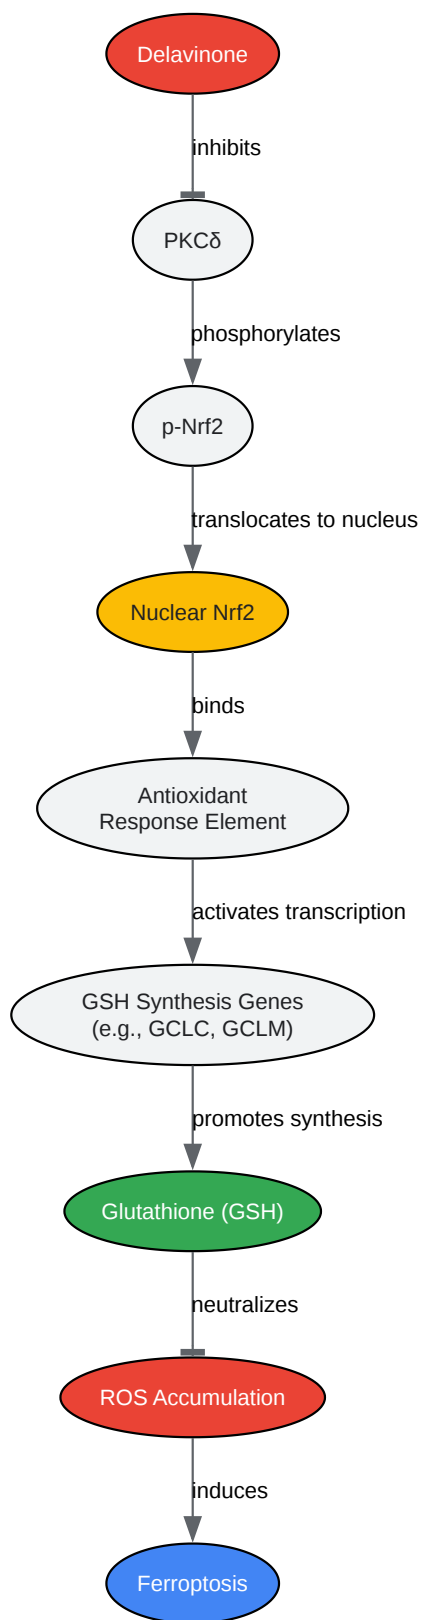 Delavinone
inhibits
PKCδ
phosphorylates
p-Nrf2
translocates to nucleus
Nuclear Nrf2
binds
Antioxidant
Response Element
activates transcription
GSH Synthesis Genes
(e.g., GCLC, GCLM)
promotes synthesis
Glutathione (GSH)
neutralizes
ROS Accumulation
induces
Ferroptosis